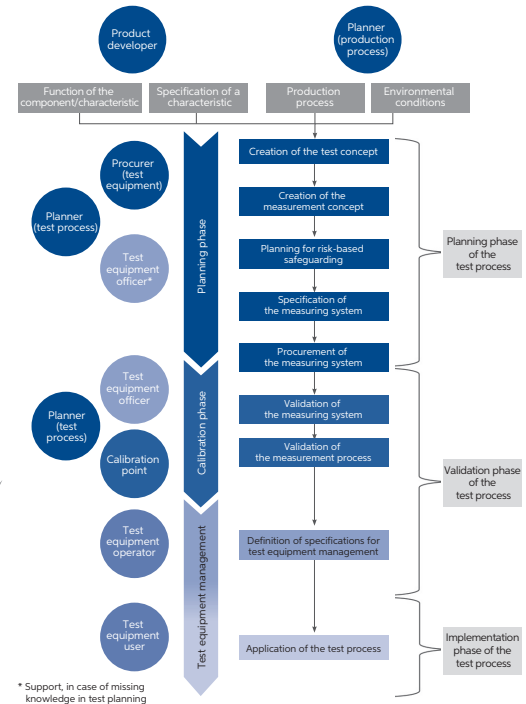 Product
developer
Planner
(production
process)
Function of the
component/characteristic
Specification of a
characteristic
Production
process
Environmental
conditions
Procurer
(test
equipment)
Planner
(test process)
Test
equipment
officer*
Planning phase
Creation of the test concept
Creation of the
measurement concept
Planning for risk-based
safeguarding
Specification of
the measuring system
Procurement of
the measuring system
Planning phase
of the
test process
Test
equipment
officer
Planner
(test
process)
Calibration
point
Calibration phase
Validation of
the measuring system
Validation of
the measurement process
Validation phase
of the
test process
Test
equipment
operator
Definition of specifications for
test equipment management
Test equipment management
Test
equipment
user
Application of the test process
Implementation
phase of the
test process
* Support, in case of missing
knowledge in test planning